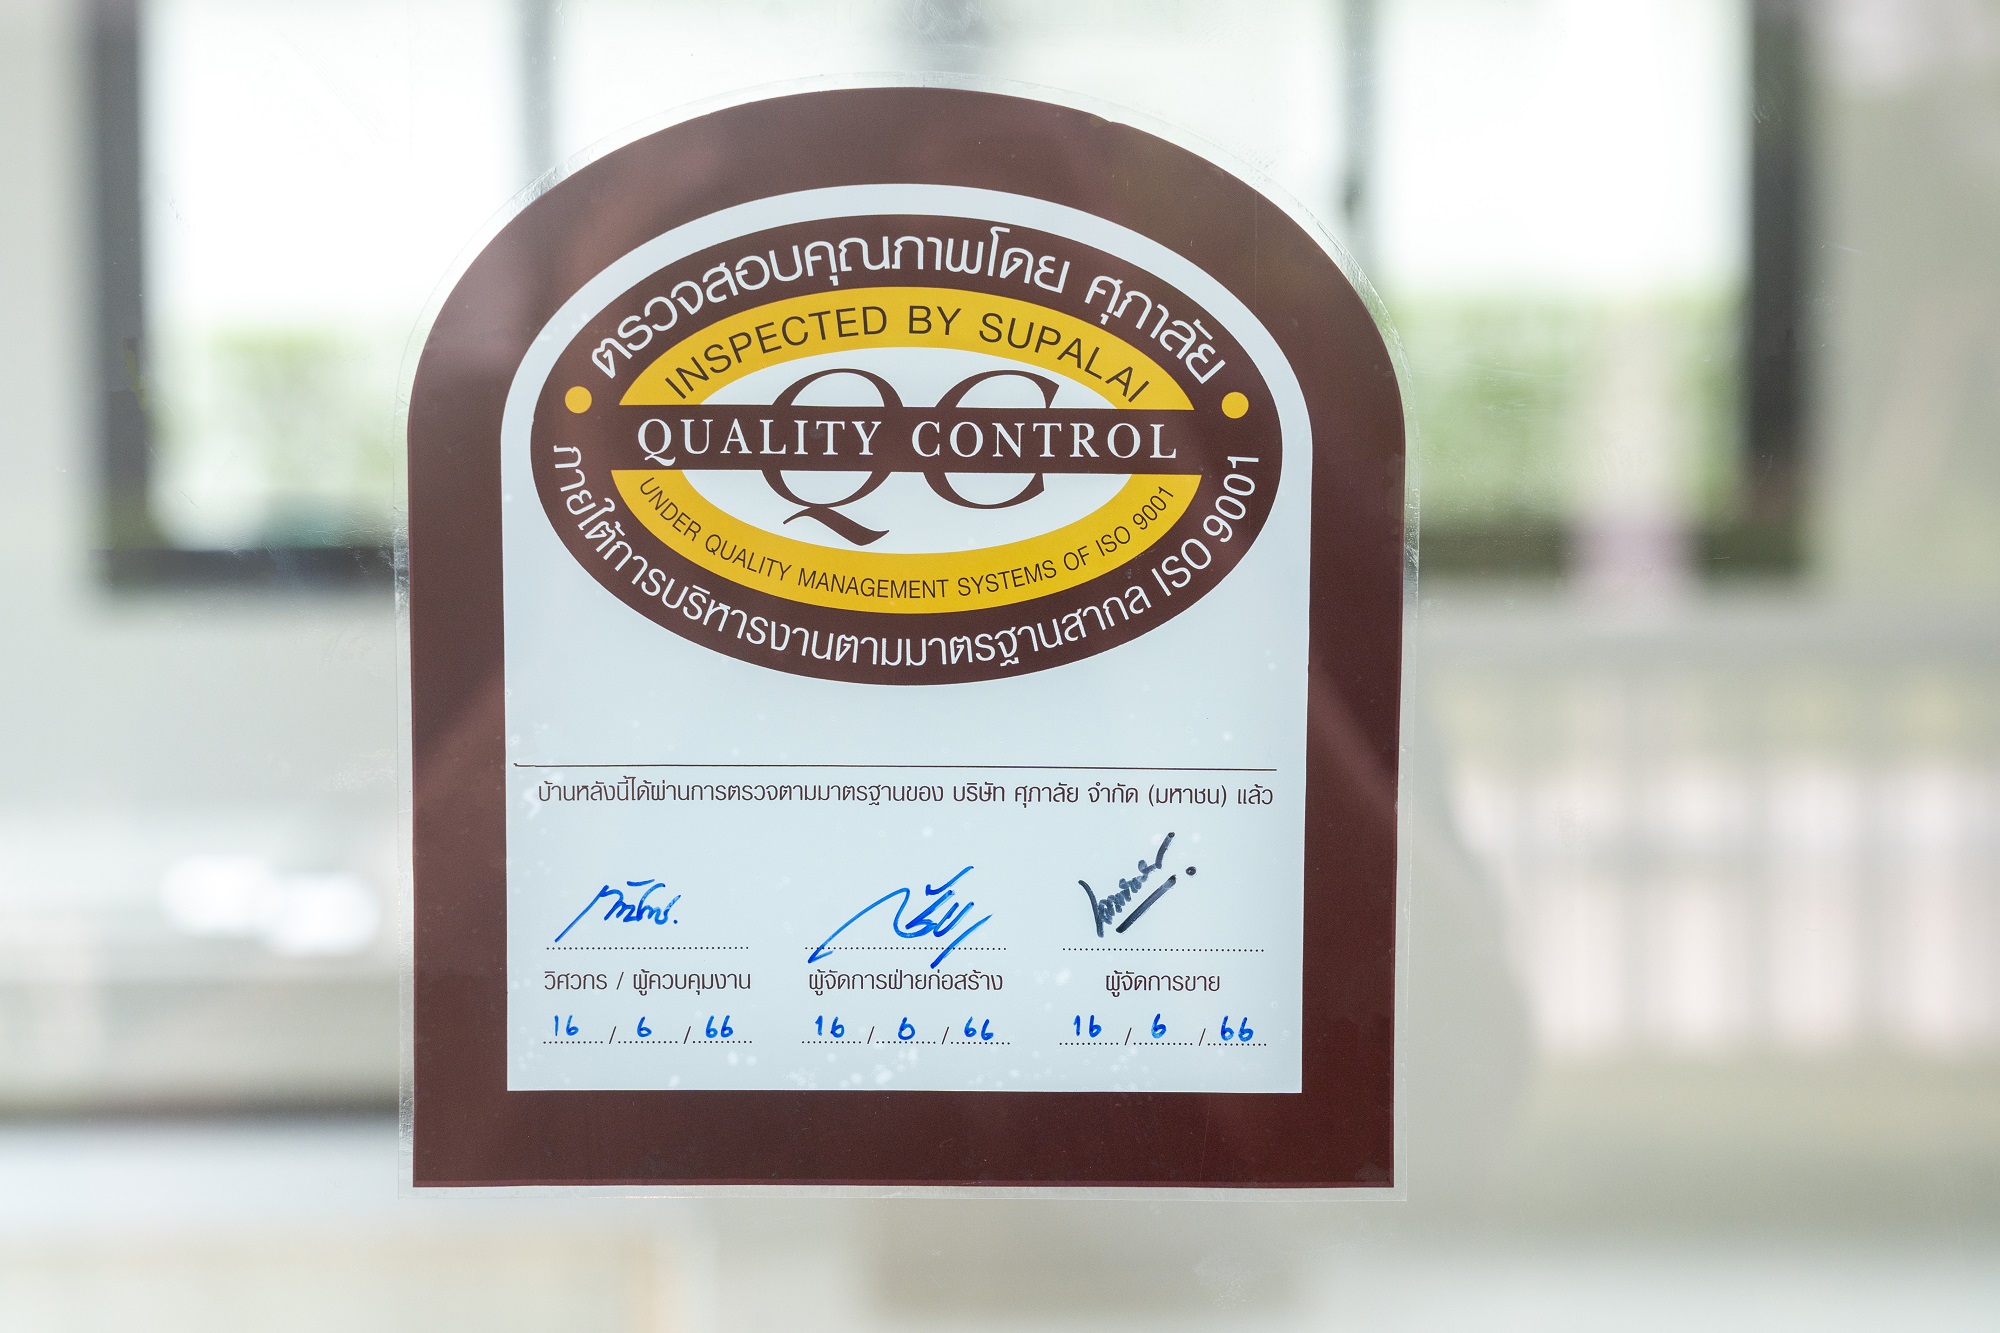 ตรวจสอบคุณภาพโดย ศุภาลัย
INSPECTED BY SUPALAI
QC
QUALITY CONTROL
UNDER QUALITY MANAGEMENT SYSTEMS OF ISO 9001
ภายใต้การบริหารงานตามมาตรฐานสากล ISO 9001
บ้านหลังนี้ได้ผ่านการตรวจตามมาตรฐานของ บริษัท ศุภาลัย จำกัด (มหาชน) แล้ว
วิศวกร / ผู้ควบคุมงาน ผู้จัดการฝ่ายก่อสร้าง ผู้จัดการขาย
16 / 6 / 66 16 / 6 / 66 16 / 6 / 66